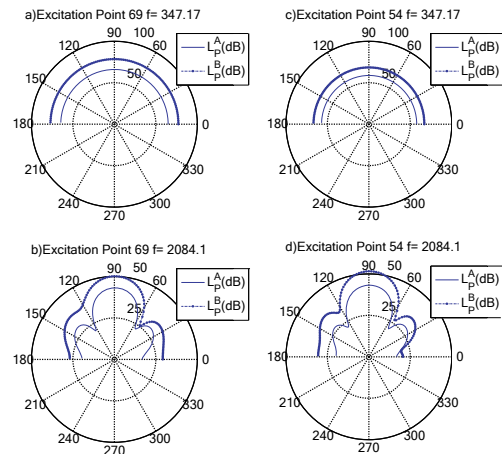 a)Excitation Point 69 f= 347.17
90 100
120 60
150 50
180 0
210 330
240 300
270
L_P^A(dB)
L_P^B(dB)
c)Excitation Point 54 f= 347.17
90 100
120 60
150 50
180 0
210 330
240 300
270
L_P^A(dB)
L_P^B(dB)
b)Excitation Point 69 f= 2084.1
90 50
120 60
150 25
180 0
210 330
240 300
270
L_P^A(dB)
L_P^B(dB)
d)Excitation Point 54 f= 2084.1
90 50
120 60
150 25
180 0
210 330
240 300
270
L_P^A(dB)
L_P^B(dB)